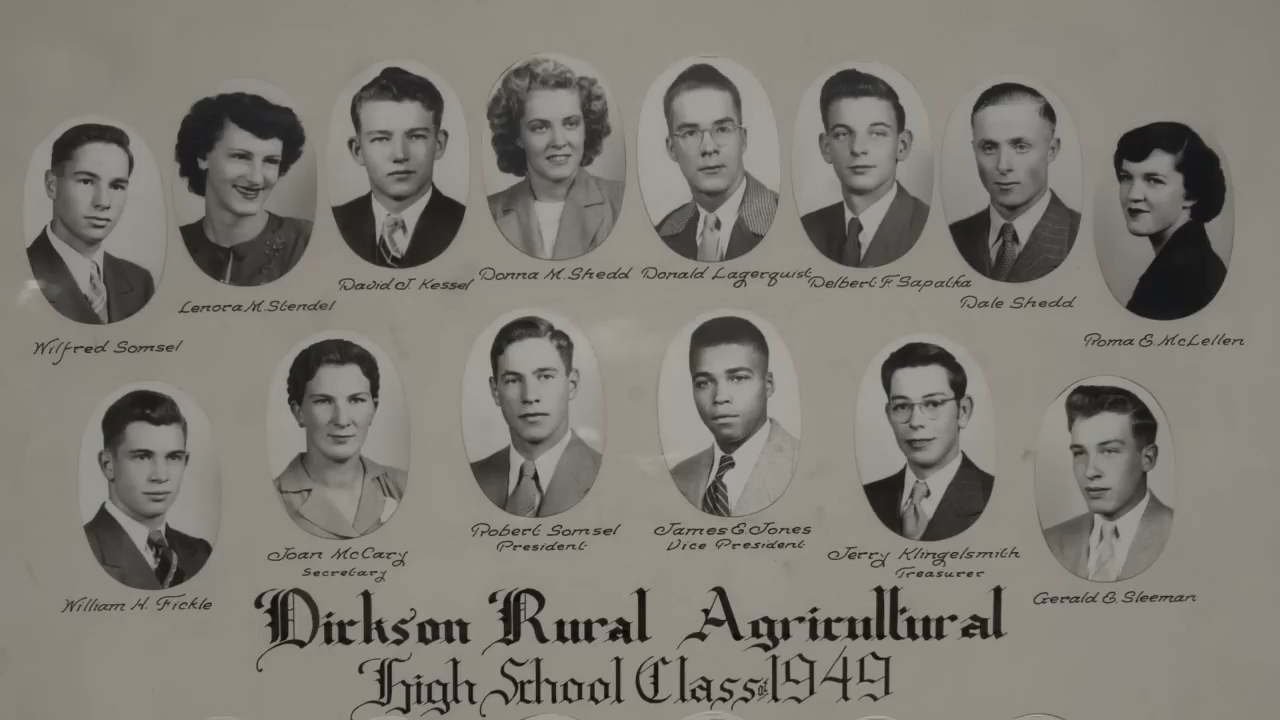 Wilfred Somsel
Lenora M. Stendel
David J. Kessel
Donna M. Shedd
Donald Lagerquist
Delbert F. Sapatka
Dale Shedd
Roma E. McLellen
William H. Fickle
Joan McCary
Secretary
Robert Somsel
President
James E. Jones
Vice President
Jerry Klingelsmith
Treasurer
Gerald E. Sleeman
Dickson Rural Agricultural
High School Class of 1949